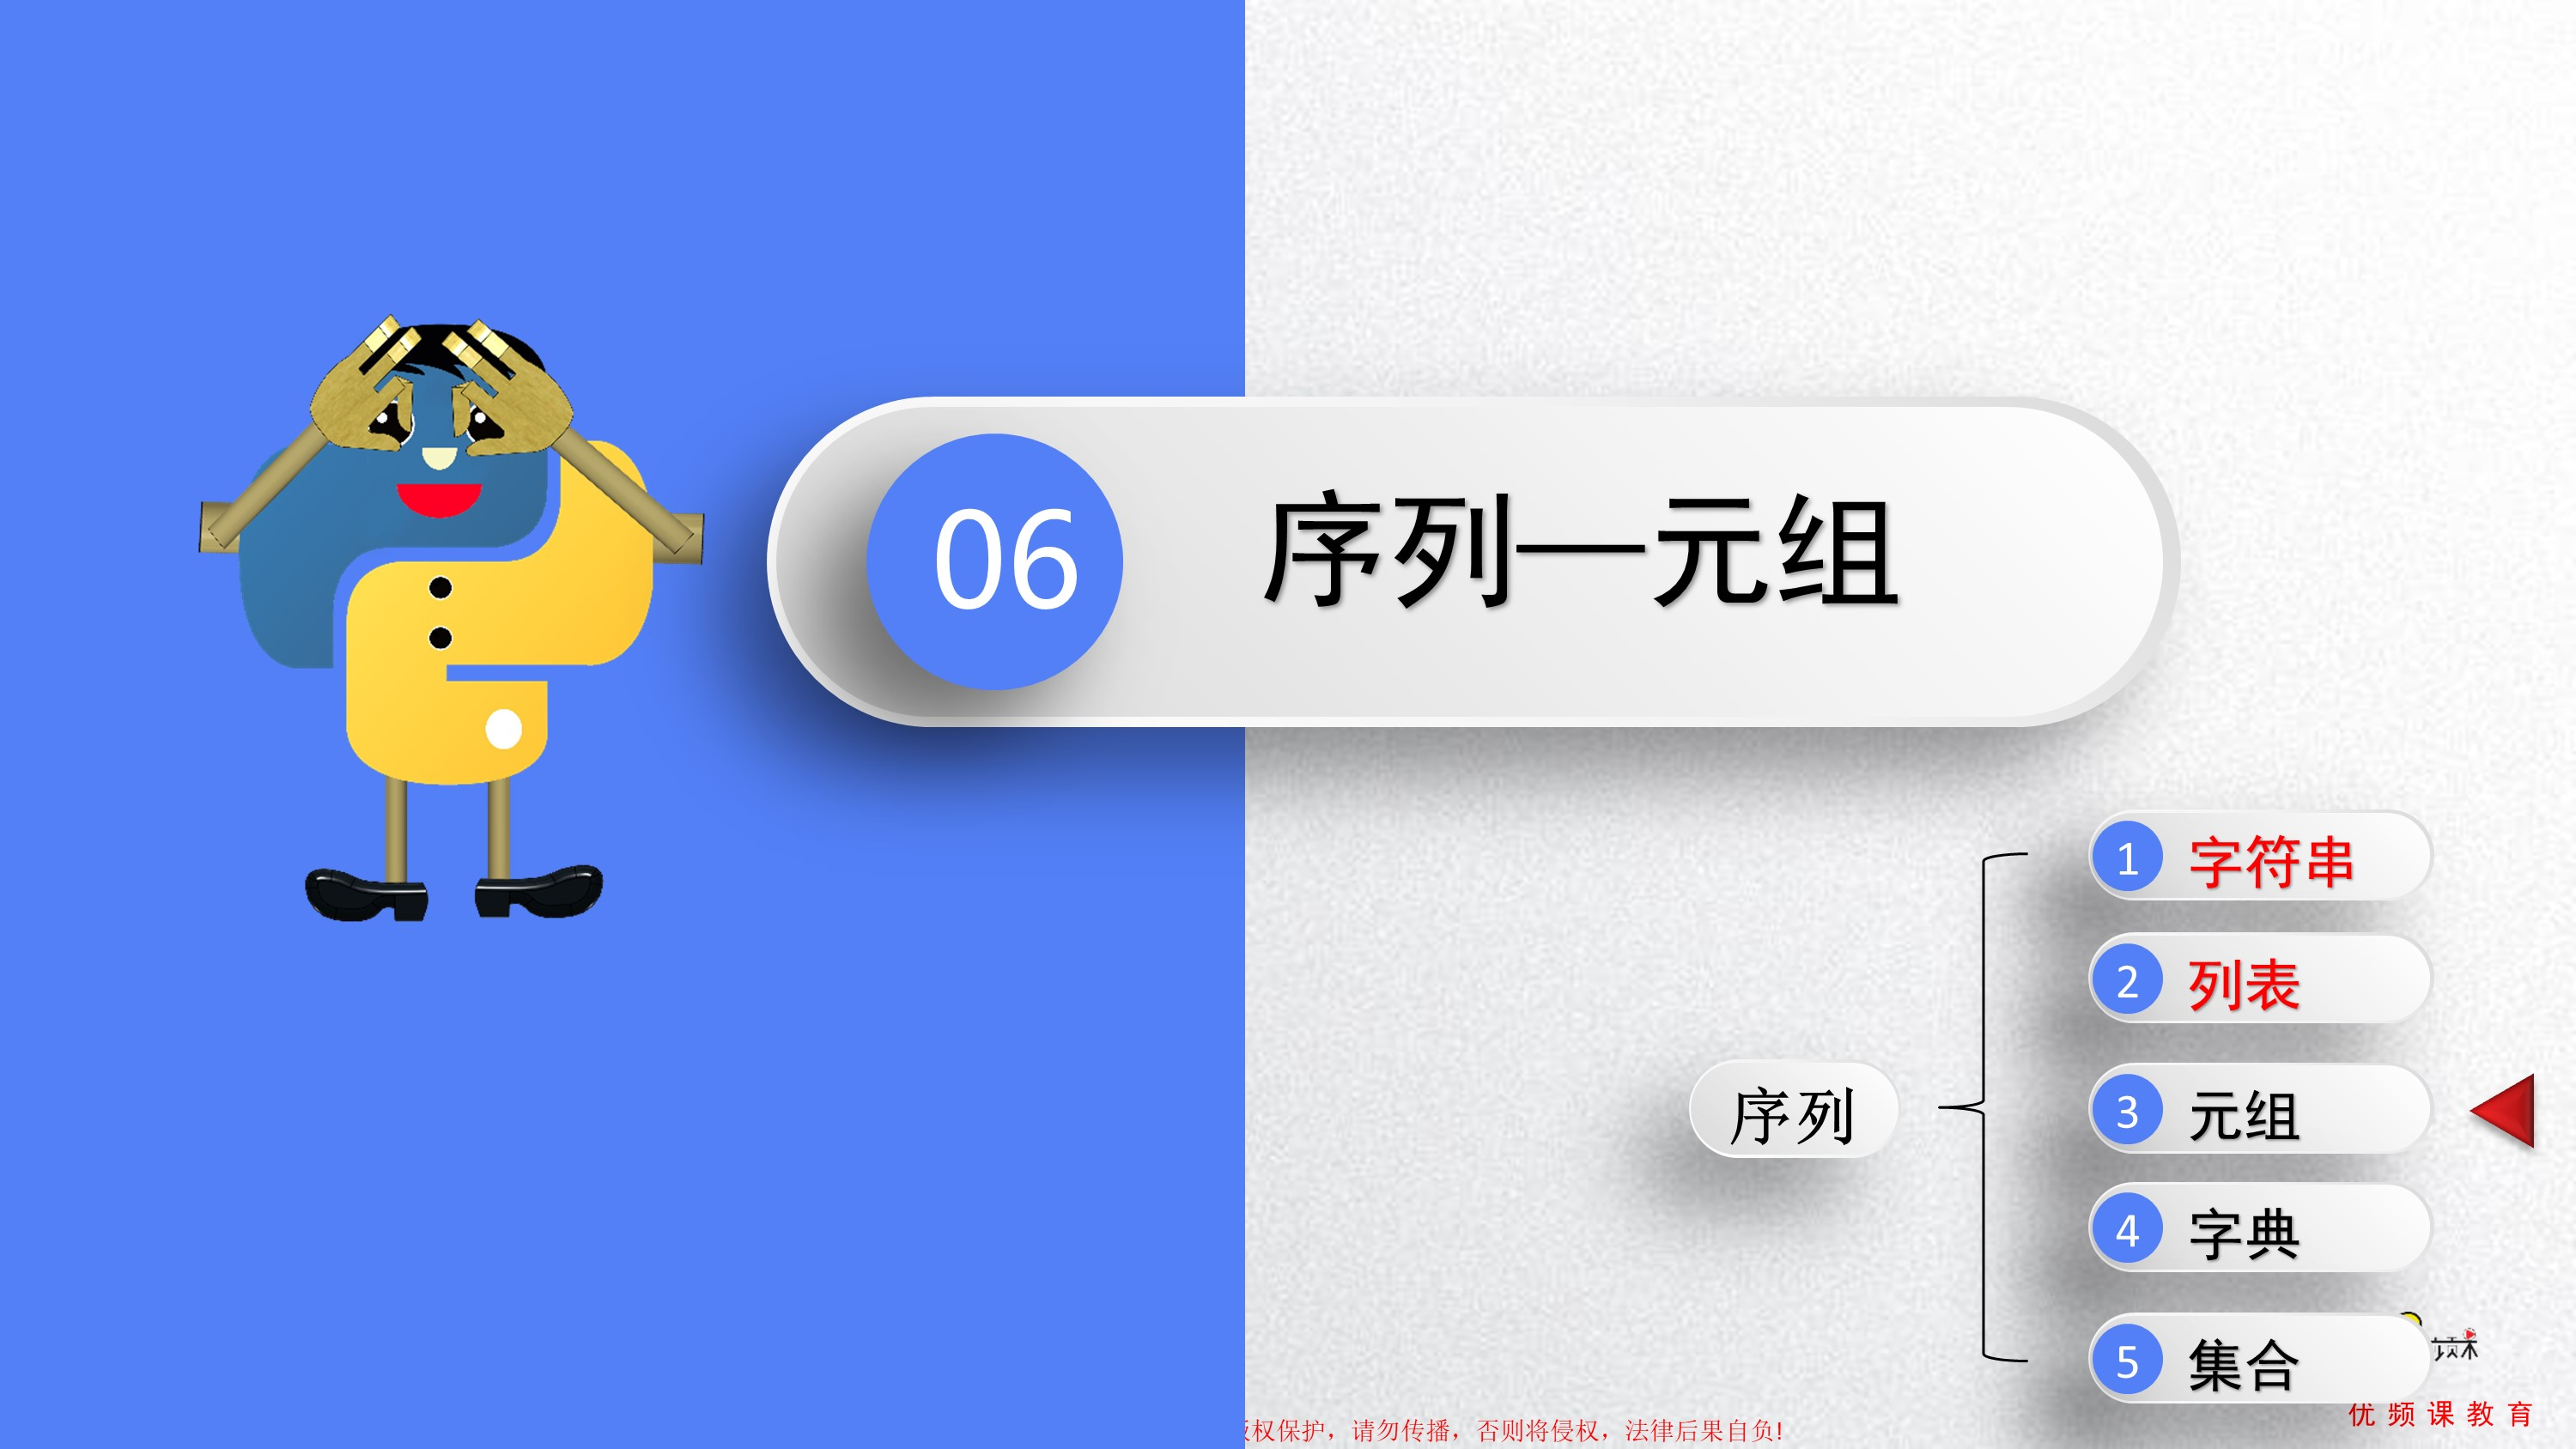 06
序列—元组
1 字符串
2 列表
序列
3 元组
4 字典
5 集合
优频课教育
权保护，请勿传播，否则将侵权，法律后果自负!